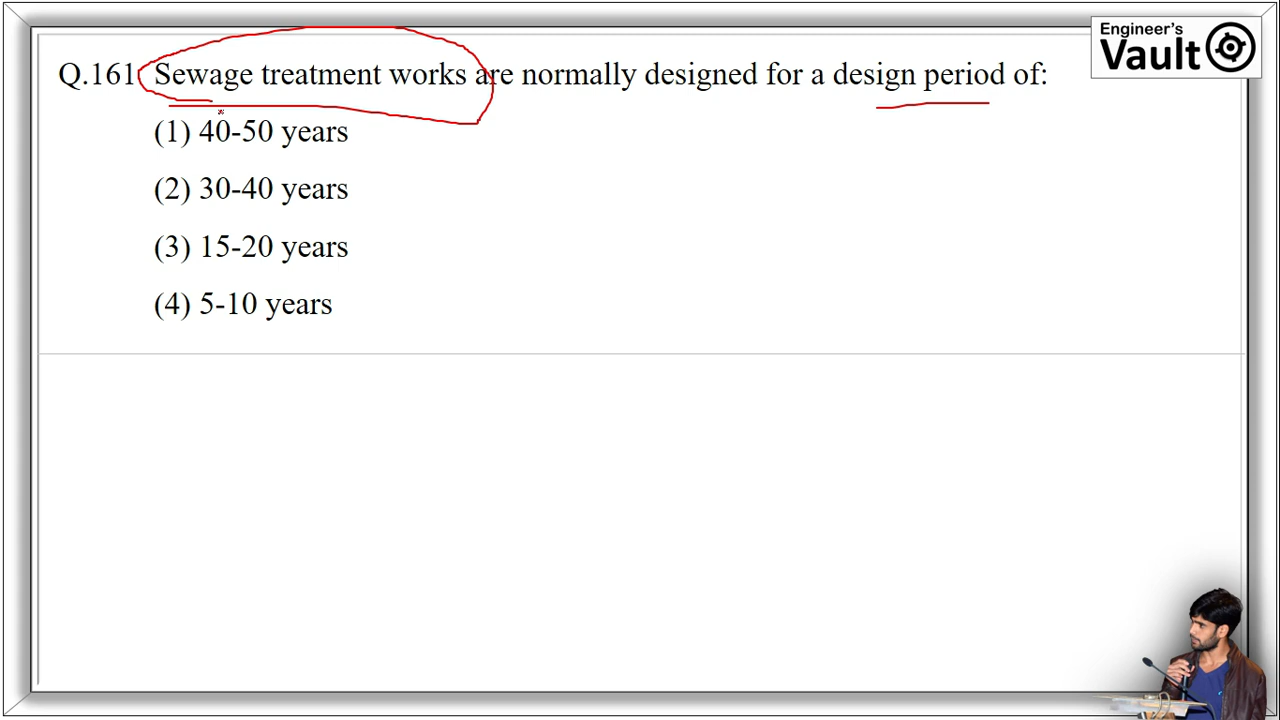 Engineer's
Vault
Q.161 Sewage treatment works are normally designed for a design period of:
(1) 40-50 years
(2) 30-40 years
(3) 15-20 years
(4) 5-10 years